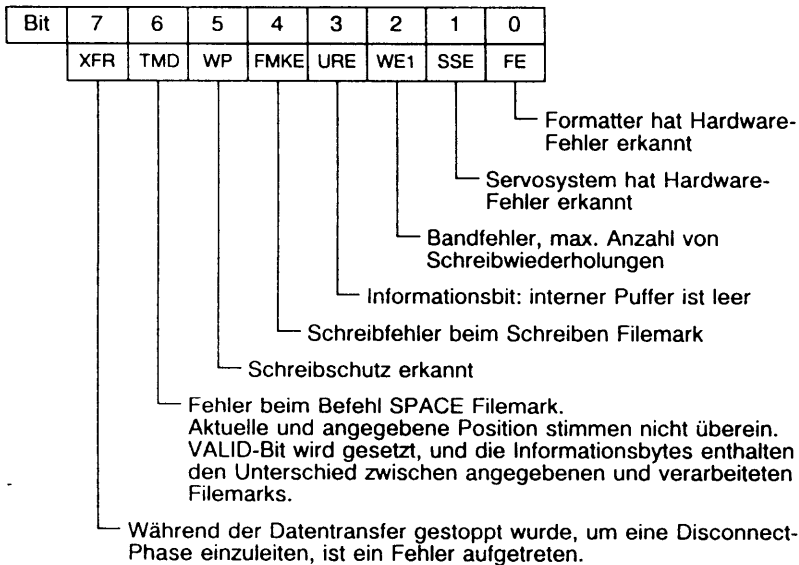 Bit 7 6 5 4 3 2 1 0
XFR TMD WP FMKE URE WE1 SSE FE
Formatter hat Hardware-
Fehler erkannt
Servosystem hat Hardware-
Fehler erkannt
Bandfehler, max. Anzahl von
Schreibwiederholungen
Informationsbit: interner Puffer ist leer
Schreibfehler beim Schreiben Filemark
Schreibschutz erkannt
Fehler beim Befehl SPACE Filemark.
Aktuelle und angegebene Position stimmen nicht überein.
VALID-Bit wird gesetzt, und die Informationsbytes enthalten
den Unterschied zwischen angegebenen und verarbeiteten
Filemarks.
Während der Datentransfer gestoppt wurde, um eine Disconnect-
Phase einzuleiten, ist ein Fehler aufgetreten.